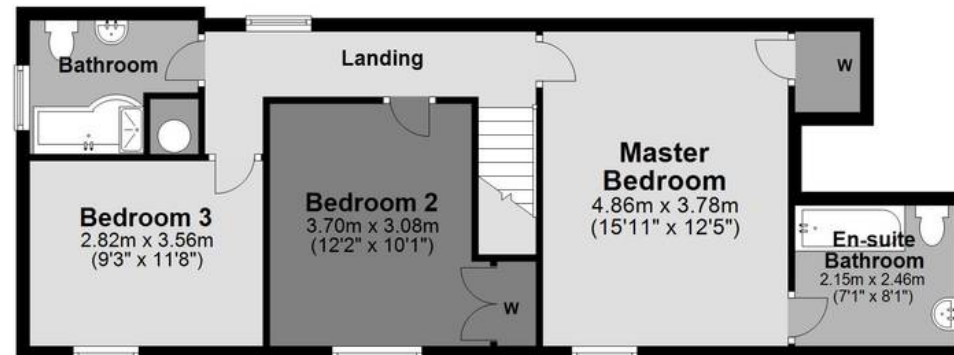 Bathroom
Landing
W
Master
Bedroom
4.86m x 3.78m
(15'11" x 12'5")
Bedroom 2
3.70m x 3.08m
(12'2" x 10'1")
Bedroom 3
2.82m x 3.56m
(9'3" x 11'8")
En-suite
Bathroom
2.15m x 2.46m
(7'1" x 8'1")
W